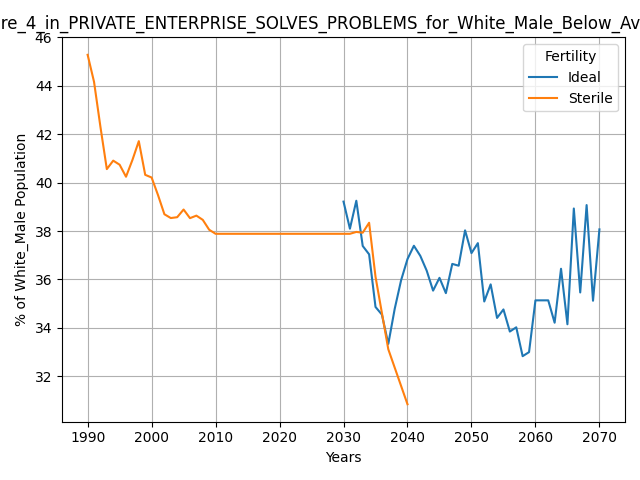 re_4_in_PRIVATE_ENTERPRISE_SOLVES_PROBLEMS_for_White_Male_Below_Av
Fertility
Ideal
Sterile
% of White_Male Population
46
44
42
40
38
36
34
32
1990 2000 2010 2020 2030 2040 2050 2060 2070
Years